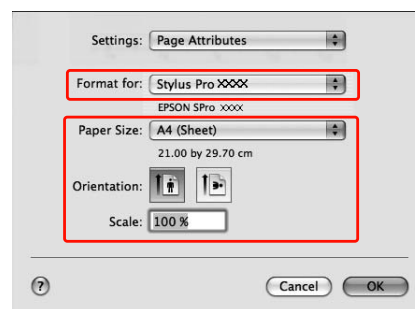 Settings: Page Attributes
Format for: Stylus Pro XXXX
EPSON SPro XXXX
Paper Size: A4 (Sheet)
21.00 by 29.70 cm
Orientation:
Scale: 100 %
? Cancel OK